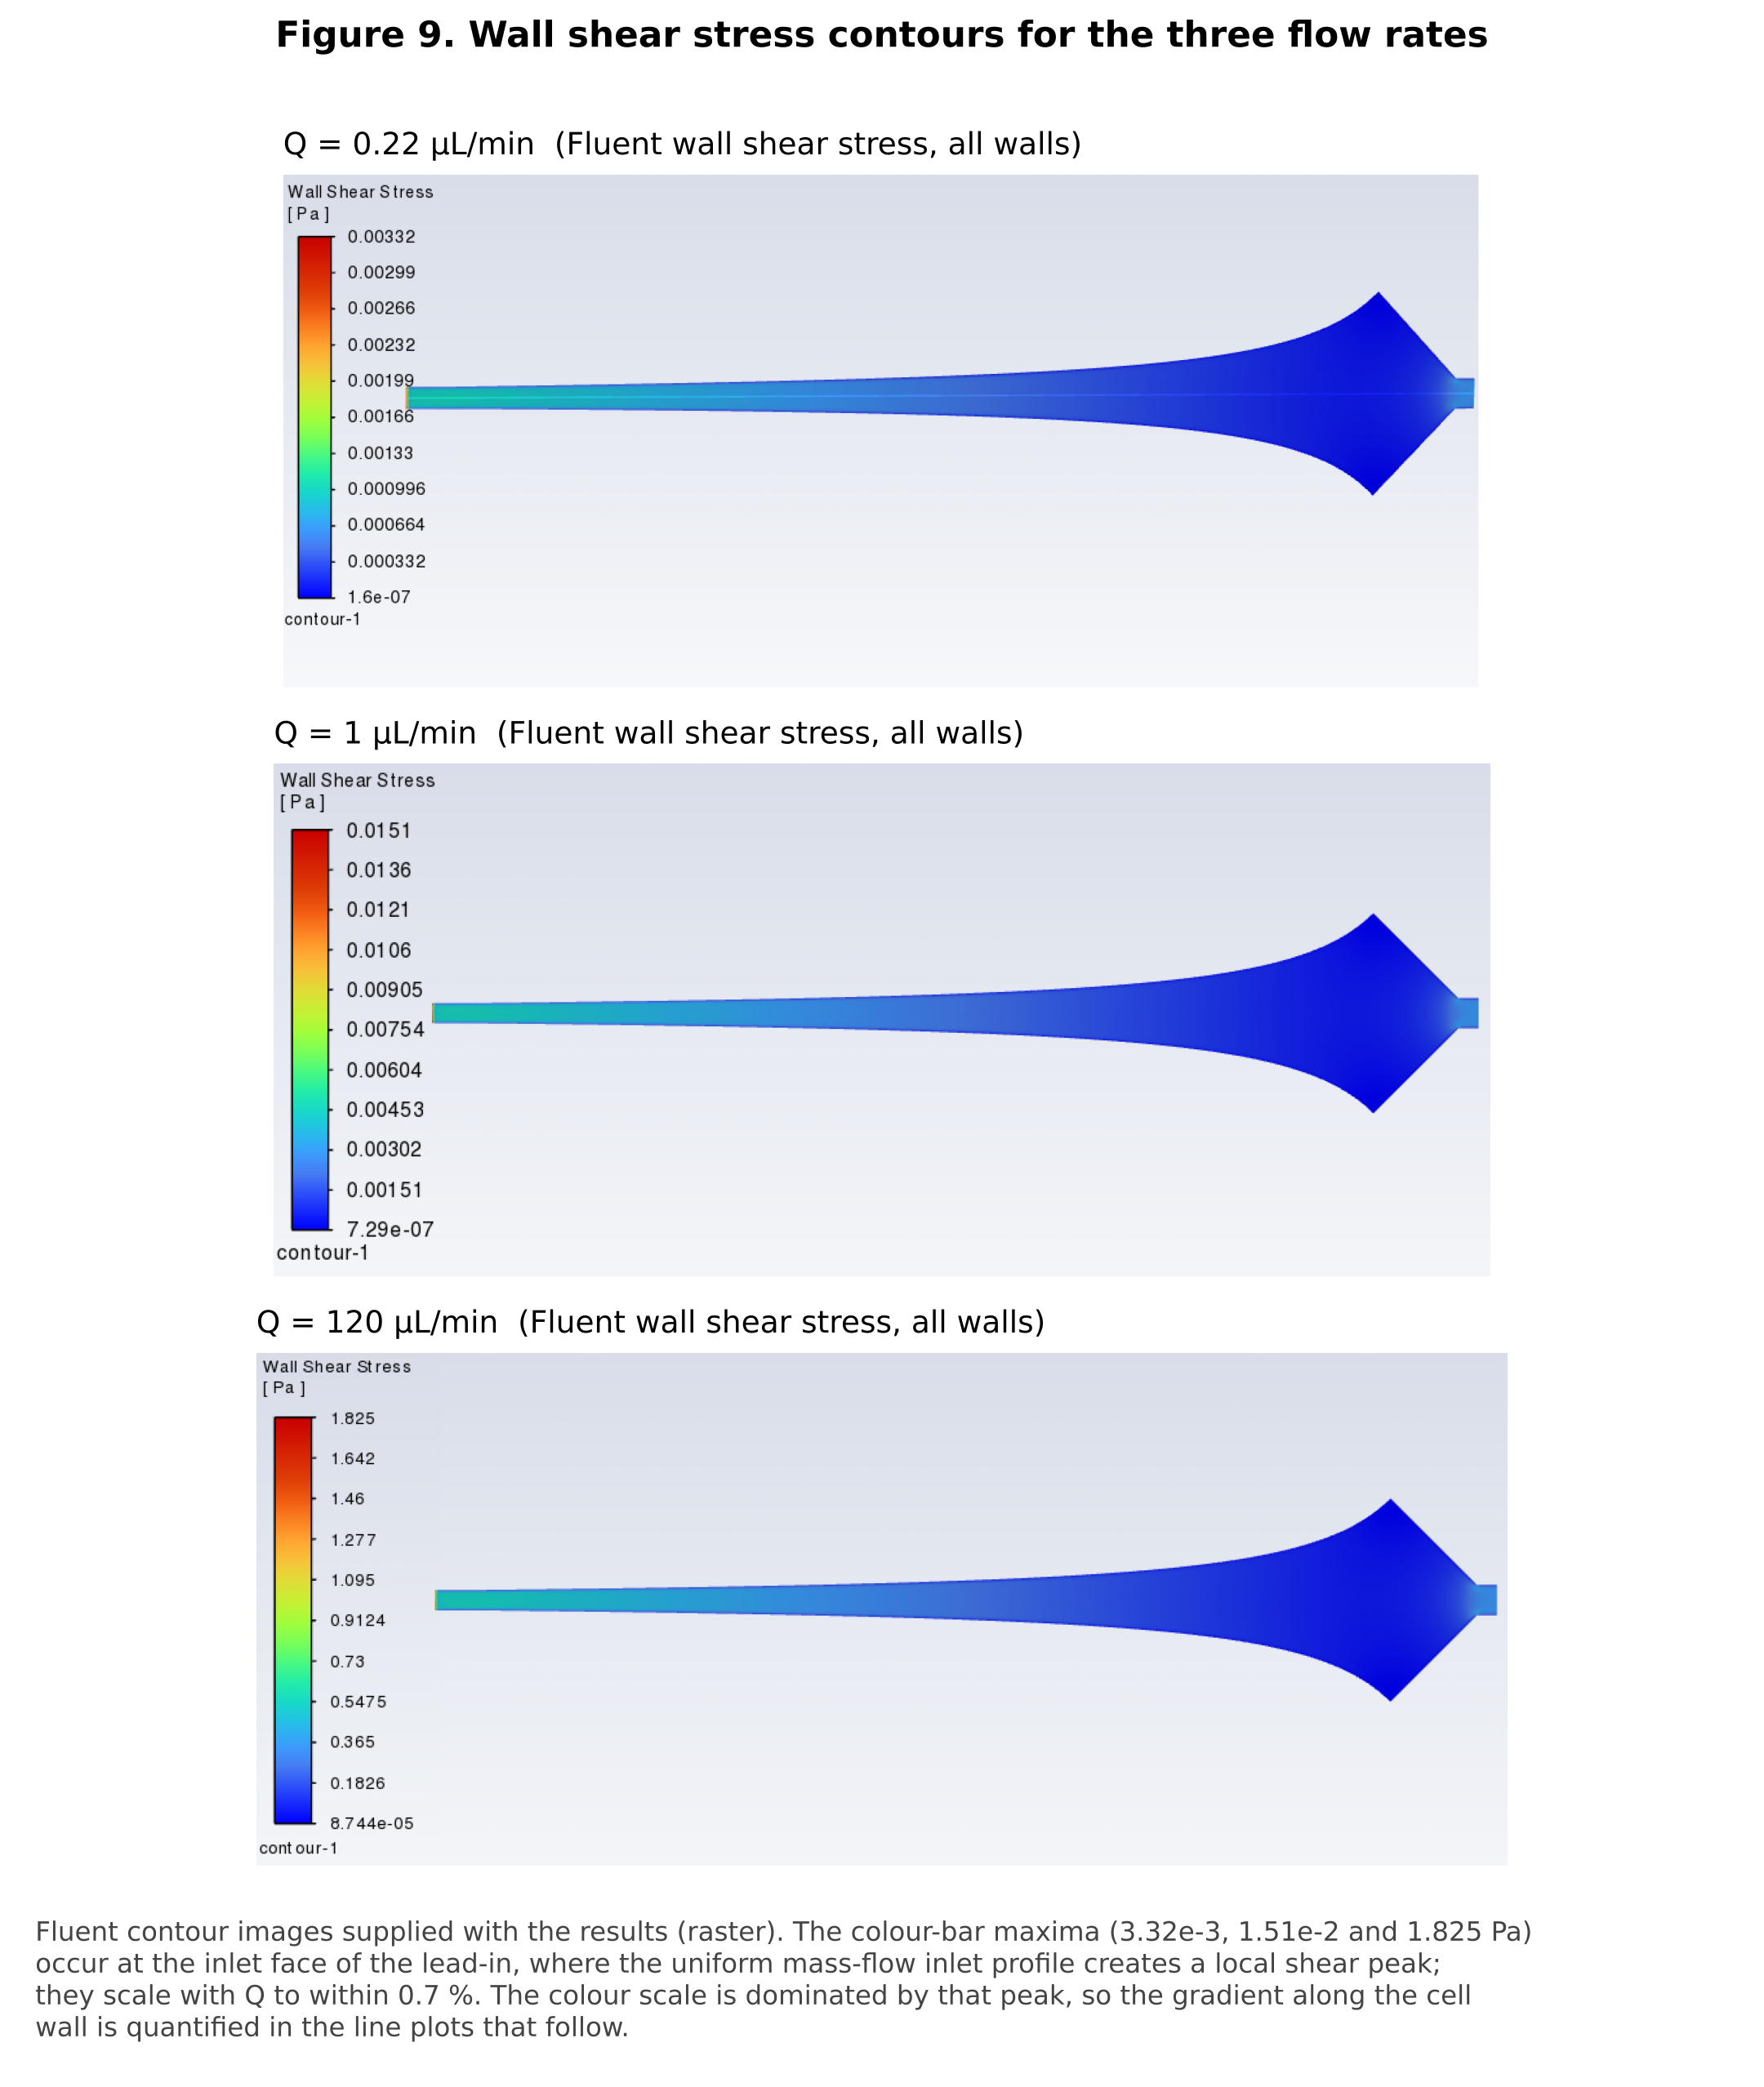 Figure 9. Wall shear stress contours for the three flow rates
Q = 0.22 µL/min (Fluent wall shear stress, all walls)
Wall Shear Stress
[ Pa ]
0.00332
0.00299
0.00266
0.00232
0.00199
0.00166
0.00133
0.000996
0.000664
0.000332
1.6e-07
contour-1
Q = 1 µL/min (Fluent wall shear stress, all walls)
Wall Shear Stress
[ Pa ]
0.0151
0.0136
0.0121
0.0106
0.00905
0.00754
0.00604
0.00453
0.00302
0.00151
7.29e-07
contour-1
Q = 120 µL/min (Fluent wall shear stress, all walls)
Wall Shear Stress
[ Pa ]
1.825
1.642
1.46
1.277
1.095
0.9124
0.73
0.5475
0.365
0.1826
8.744e-05
contour-1
Fluent contour images supplied with the results (raster). The colour-bar maxima (3.32e-3, 1.51e-2 and 1.825 Pa)
occur at the inlet face of the lead-in, where the uniform mass-flow inlet profile creates a local shear peak;
they scale with Q to within 0.7 %. The colour scale is dominated by that peak, so the gradient along the cell
wall is quantified in the line plots that follow.